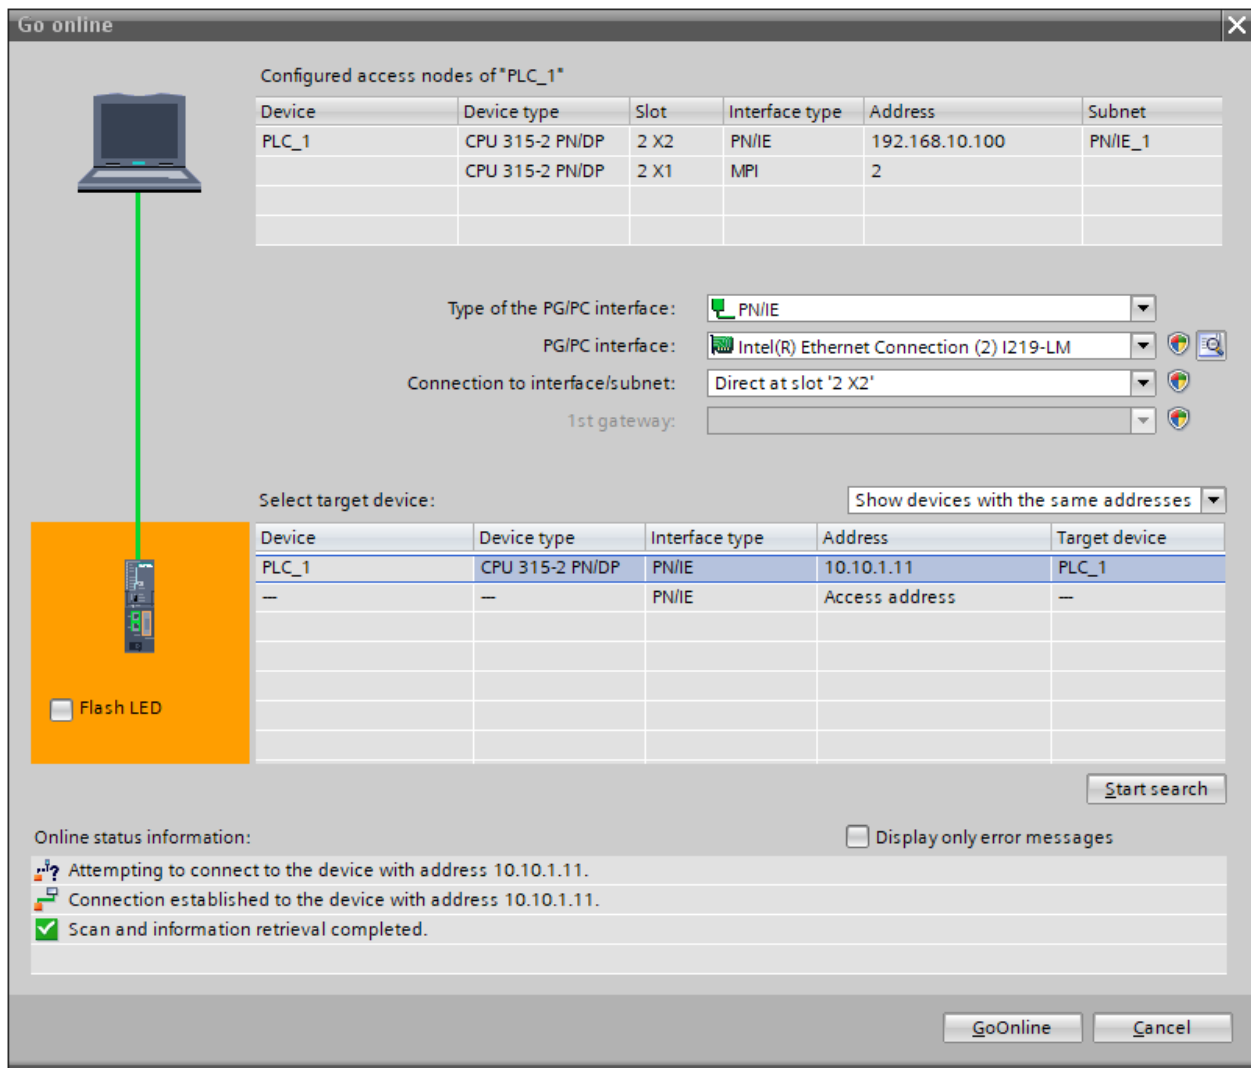 Go online
Configured access nodes of "PLC_1"
Device Device type Slot Interface type Address Subnet
PLC_1 CPU 315-2 PN/DP 2 X2 PN/IE 192.168.10.100 PN/IE_1
CPU 315-2 PN/DP 2 X1 MPI 2
Type of the PG/PC interface: PN/IE
PG/PC interface: Intel(R) Ethernet Connection (2) I219-LM
Connection to interface/subnet: Direct at slot '2 X2'
1st gateway:
Select target device: Show devices with the same addresses
Device Device type Interface type Address Target device
PLC_1 CPU 315-2 PN/DP PN/IE 10.10.1.11 PLC_1
— — PN/IE Access address —
Flash LED
Start search
Online status information: Display only error messages
Attempting to connect to the device with address 10.10.1.11.
Connection established to the device with address 10.10.1.11.
Scan and information retrieval completed.
GoOnline Cancel